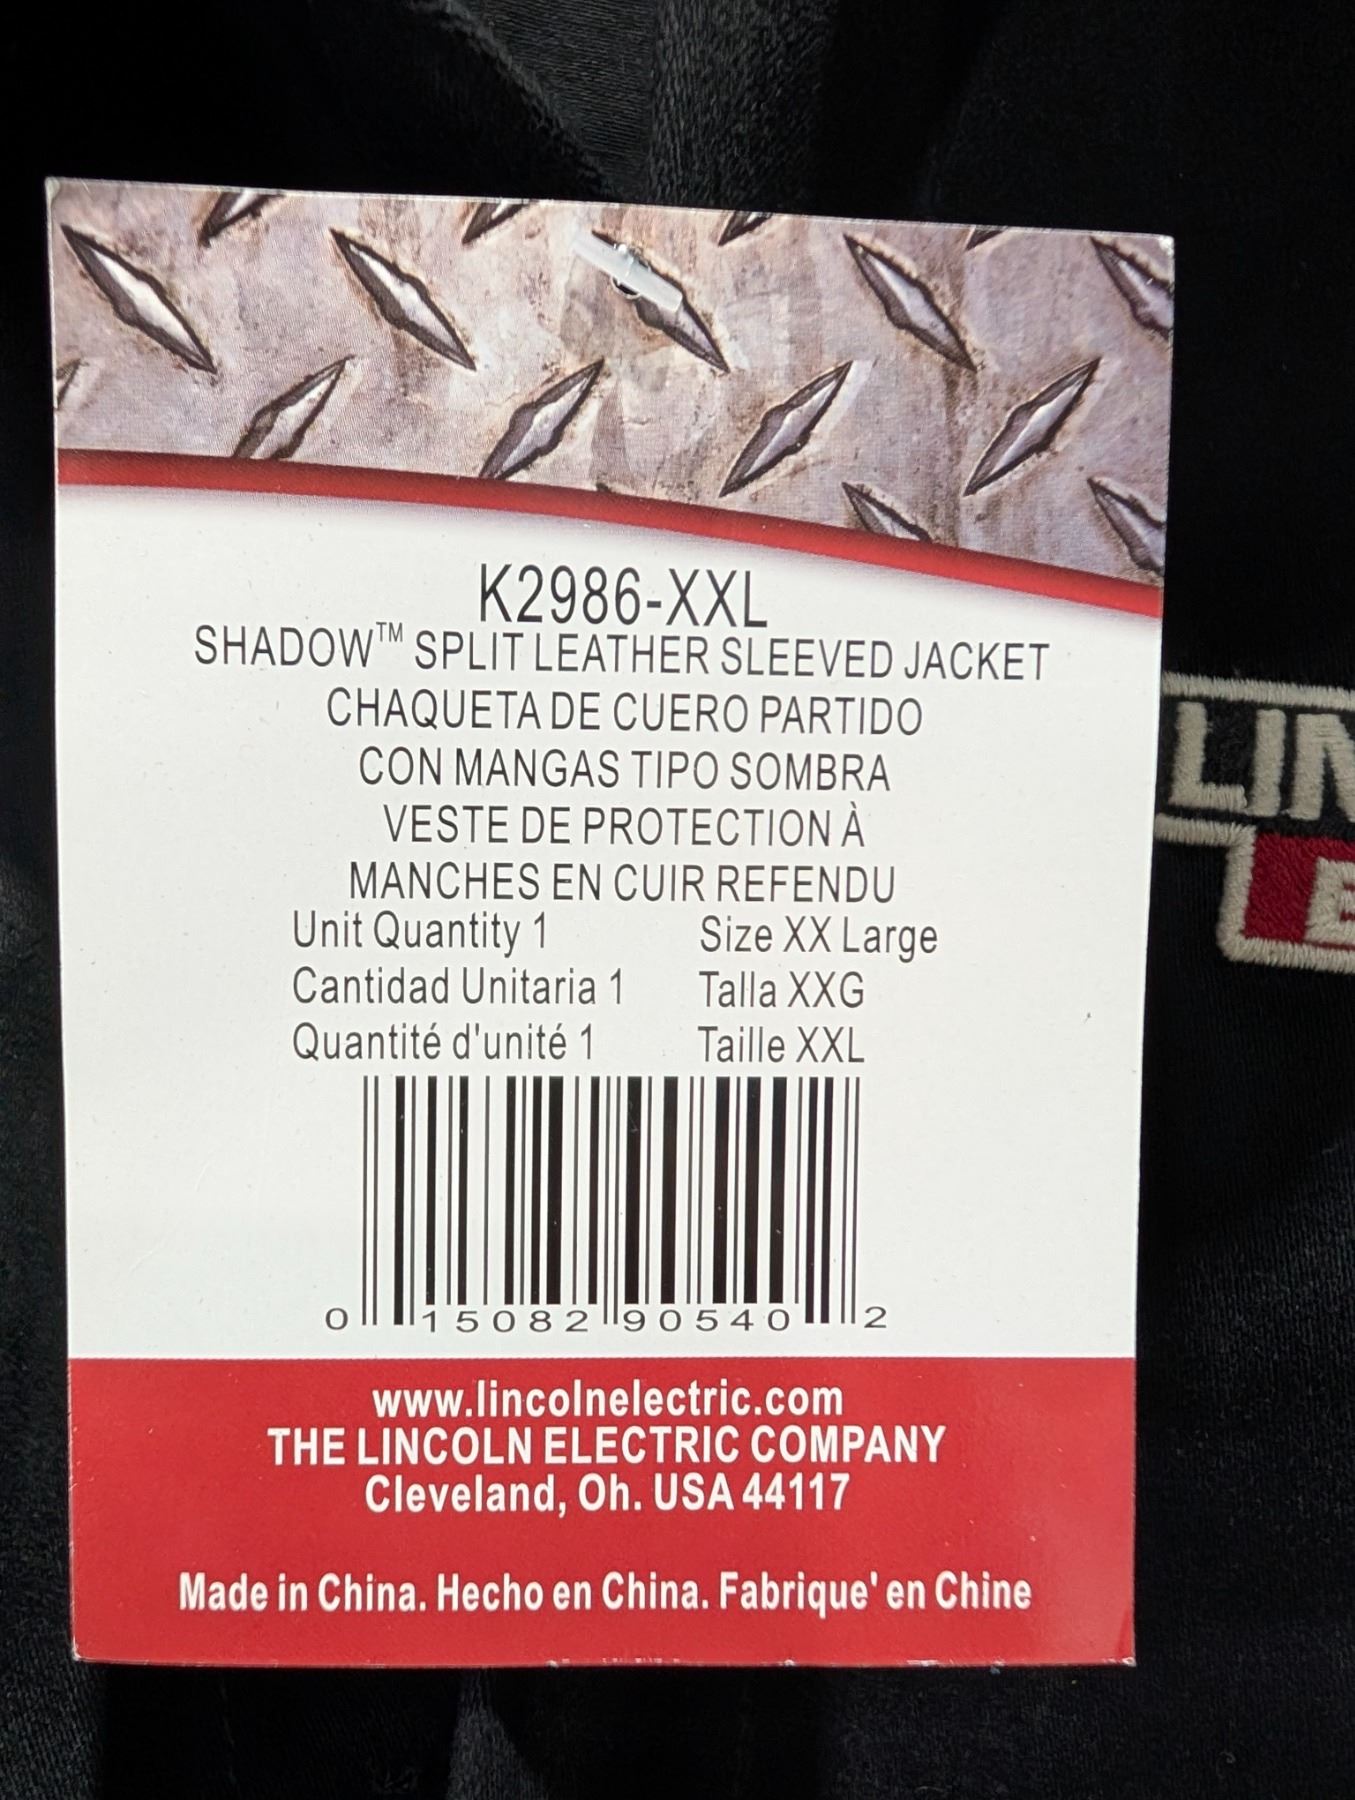 K2986-XXL
SHADOW™ SPLIT LEATHER SLEEVED JACKET
CHAQUETA DE CUERO PARTIDO
CON MANGAS TIPO SOMBRA
VESTE DE PROTECTION À
MANCHES EN CUIR REFENDU
Unit Quantity 1 Size XX Large
Cantidad Unitaria 1 Talla XXG
Quantité d'unité 1 Taille XXL
0 15082 90540 2
www.lincolnelectric.com
THE LINCOLN ELECTRIC COMPANY
Cleveland, Oh. USA 44117
Made in China. Hecho en China. Fabrique' en Chine
LIN
E